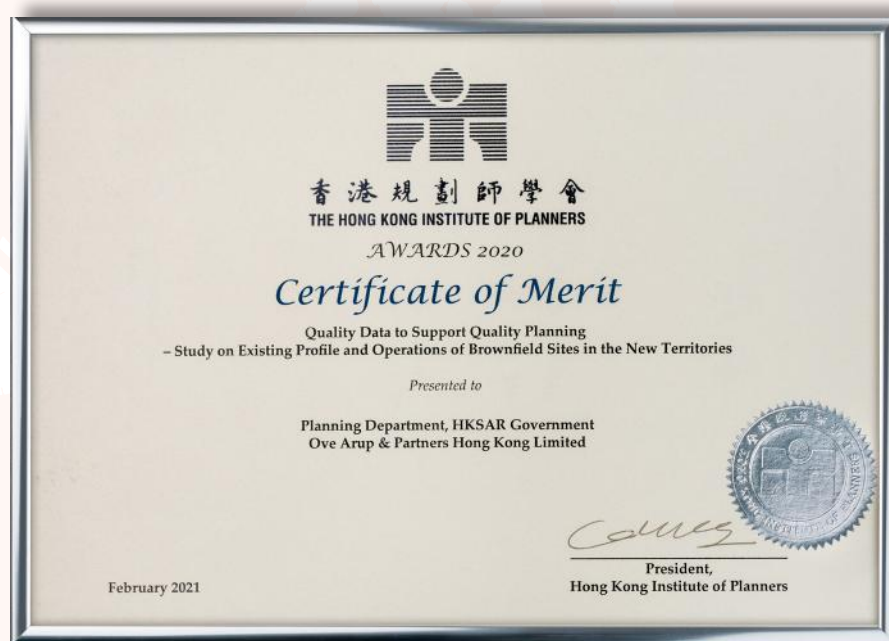 香港規劃師學會
THE HONG KONG INSTITUTE OF PLANNERS
AWARDS 2020
Certificate of Merit
Quality Data to Support Quality Planning
– Study on Existing Profile and Operations of Brownfield Sites in the New Territories
Presented to
Planning Department, HKSAR Government
Ove Arup & Partners Hong Kong Limited
President,
Hong Kong Institute of Planners
February 2021